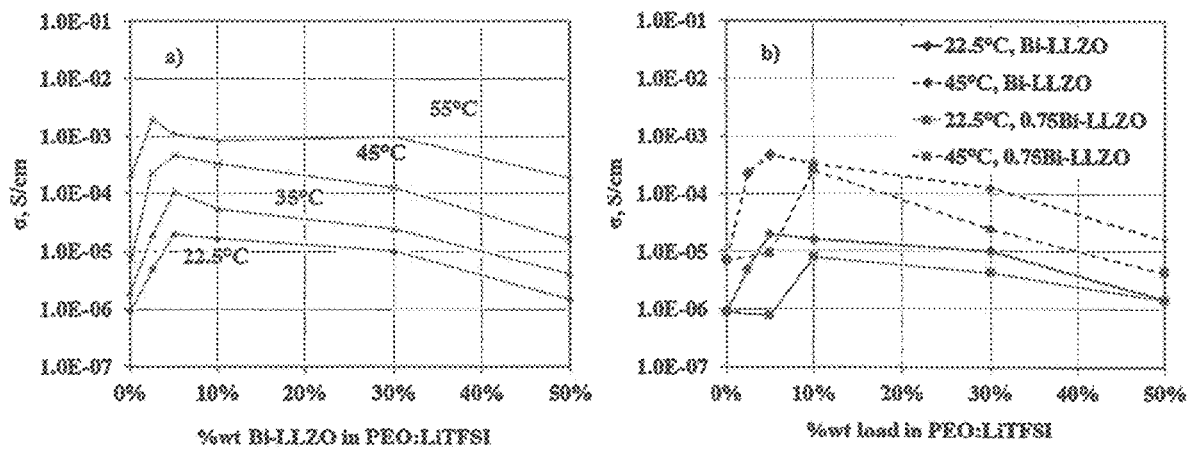 a)
1.0E-01
1.0E-02
1.0E-03
1.0E-04
1.0E-05
1.0E-06
1.0E-07
σ, S/cm
55°C
45°C
35°C
22.5°C
0%
10%
20%
30%
40%
50%
%wt Bi-LLZO in PEO:LiTFSI
b)
1.0E-01
1.0E-02
1.0E-03
1.0E-04
1.0E-05
1.0E-06
1.0E-07
σ, S/cm
22.5°C, Bi-LLZO
45°C, Bi-LLZO
22.5°C, 0.75Bi-LLZO
45°C, 0.75Bi-LLZO
0%
10%
20%
30%
40%
50%
%wt load in PEO:LiTFSI